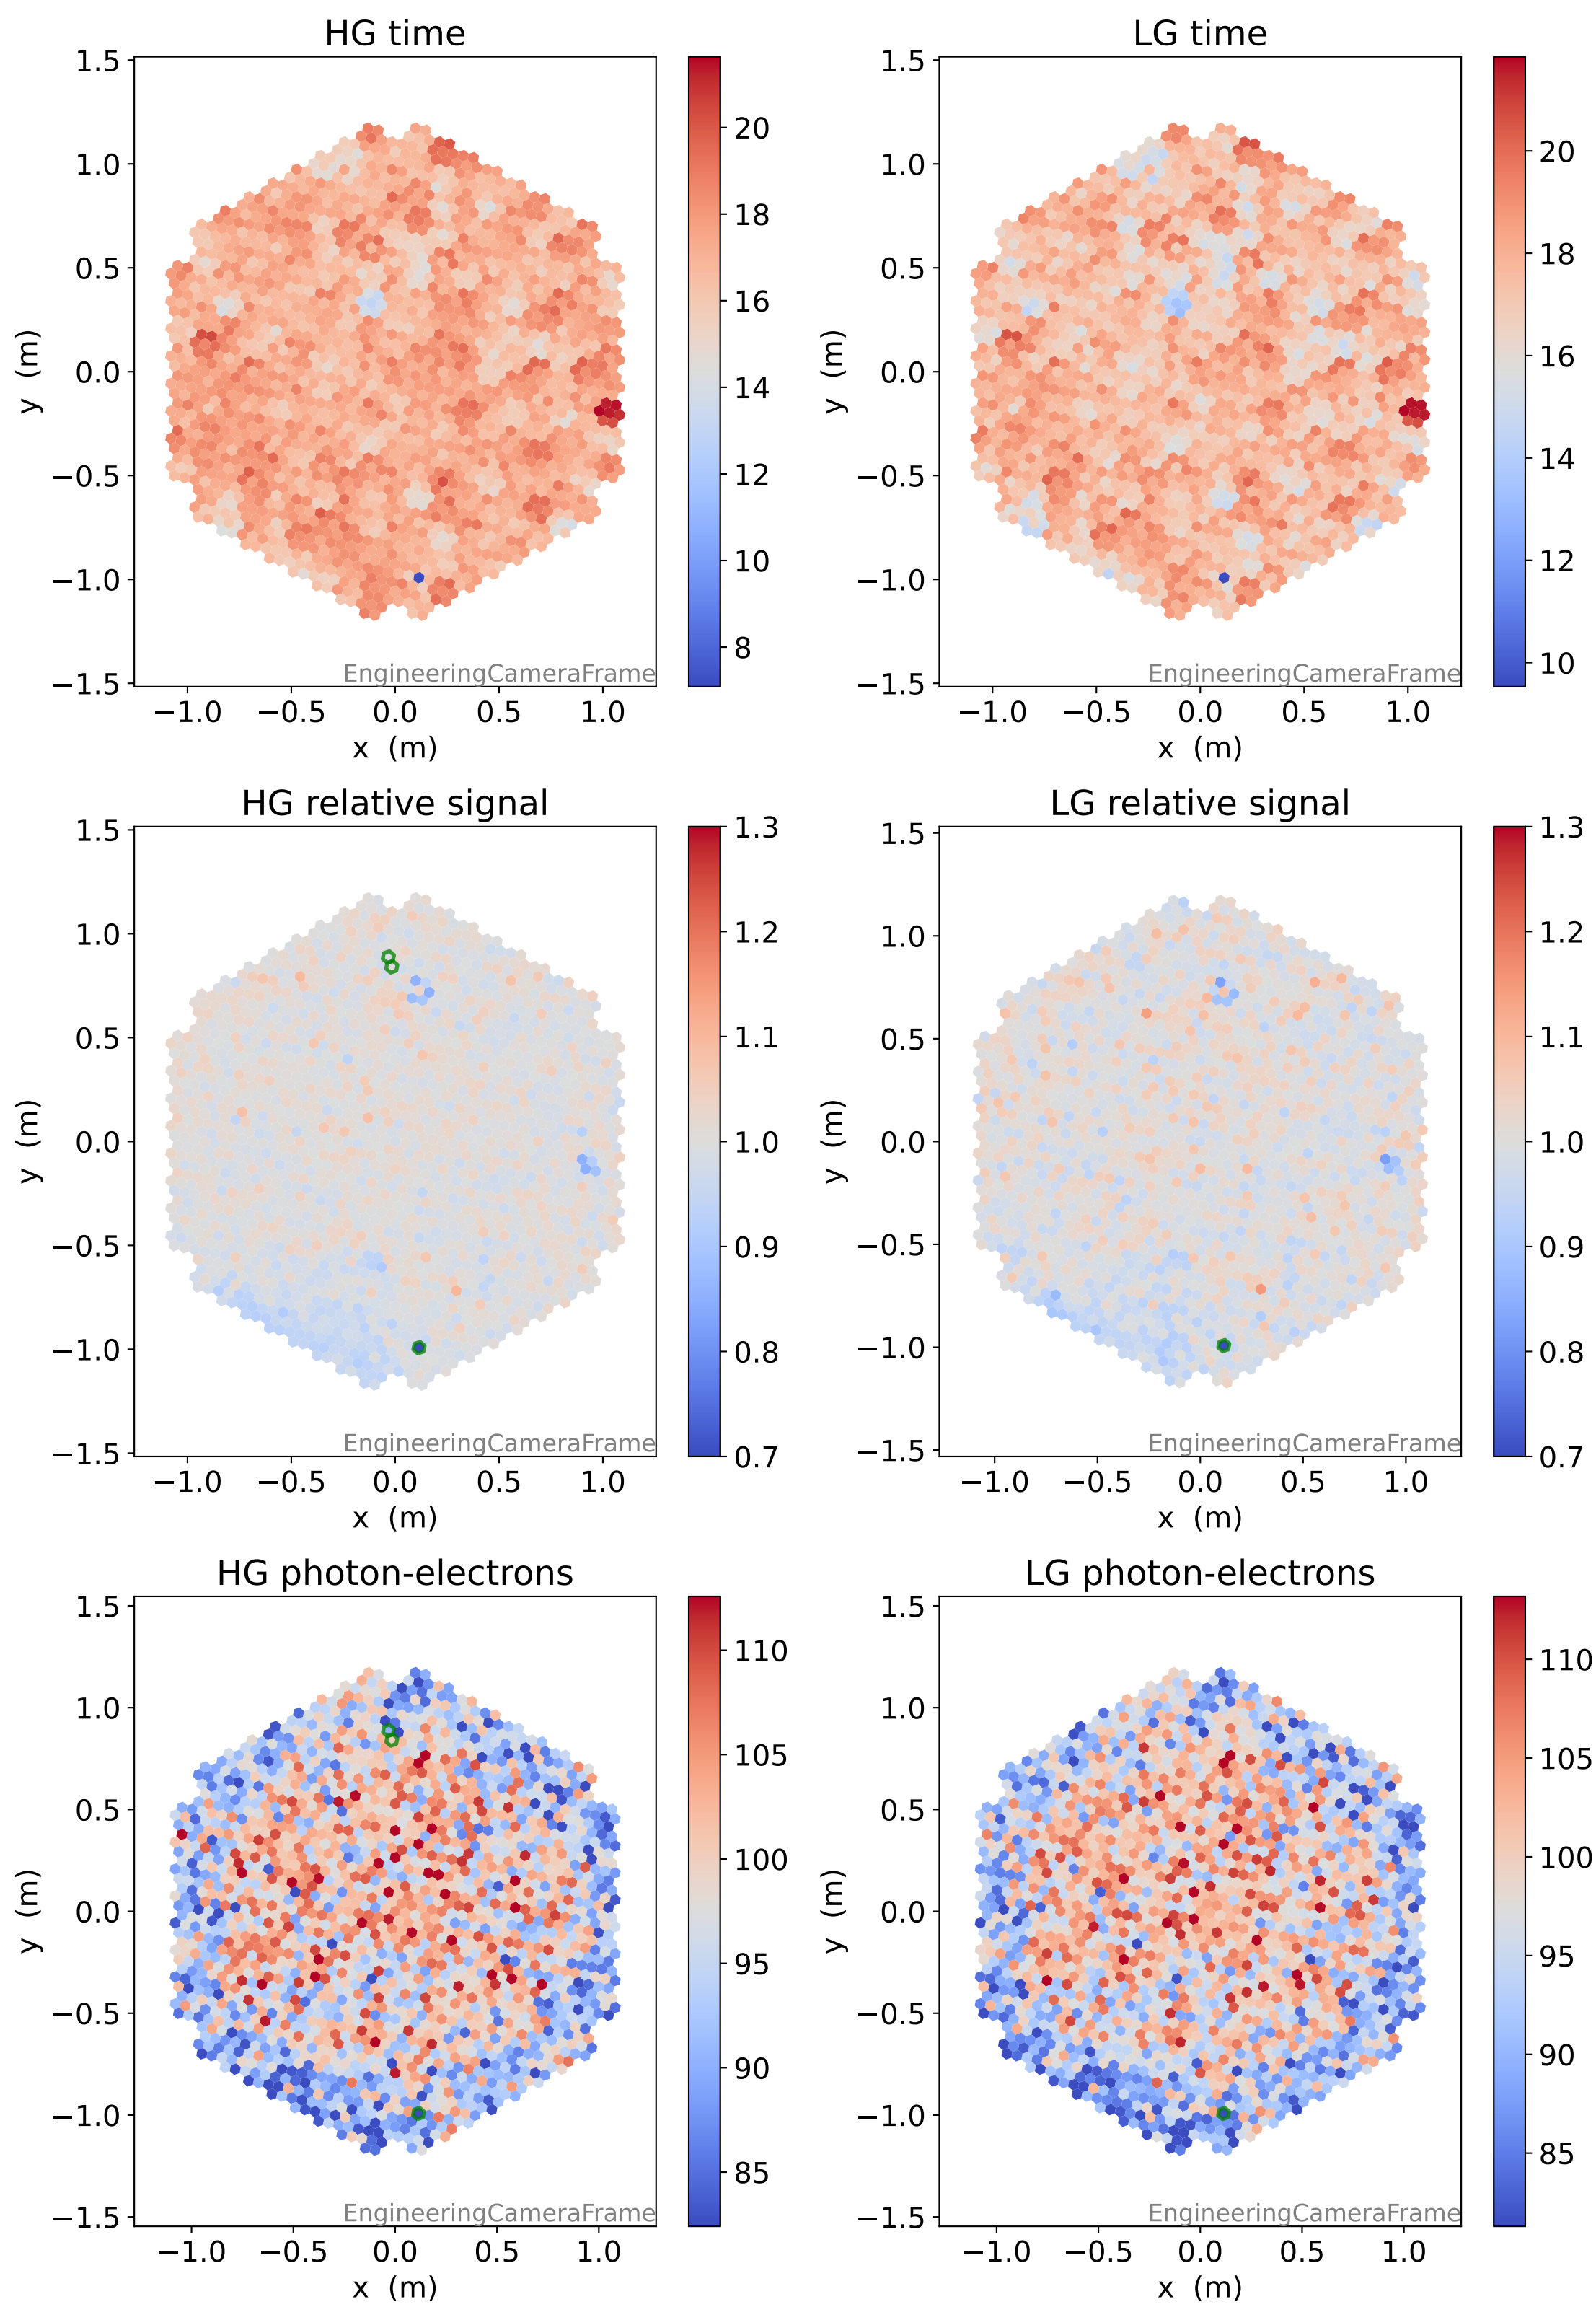 HG time
LG time
1.5
1.0
0.5
0.0
−0.5
−1.0
−1.5
y (m)
−1.0 −0.5 0.0 0.5 1.0
x (m)
EngineeringCameraFrame
20
18
16
14
12
10
8
1.5
1.0
0.5
0.0
−0.5
−1.0
−1.5
y (m)
−1.0 −0.5 0.0 0.5 1.0
x (m)
EngineeringCameraFrame
20
18
16
14
12
10
HG relative signal
LG relative signal
1.5
1.0
0.5
0.0
−0.5
−1.0
−1.5
y (m)
−1.0 −0.5 0.0 0.5 1.0
x (m)
EngineeringCameraFrame
1.3
1.2
1.1
1.0
0.9
0.8
0.7
1.5
1.0
0.5
0.0
−0.5
−1.0
−1.5
y (m)
−1.0 −0.5 0.0 0.5 1.0
x (m)
EngineeringCameraFrame
1.3
1.2
1.1
1.0
0.9
0.8
0.7
HG photon-electrons
LG photon-electrons
1.5
1.0
0.5
0.0
−0.5
−1.0
−1.5
y (m)
−1.0 −0.5 0.0 0.5 1.0
x (m)
EngineeringCameraFrame
110
105
100
95
90
85
1.5
1.0
0.5
0.0
−0.5
−1.0
−1.5
y (m)
−1.0 −0.5 0.0 0.5 1.0
x (m)
EngineeringCameraFrame
110
105
100
95
90
85